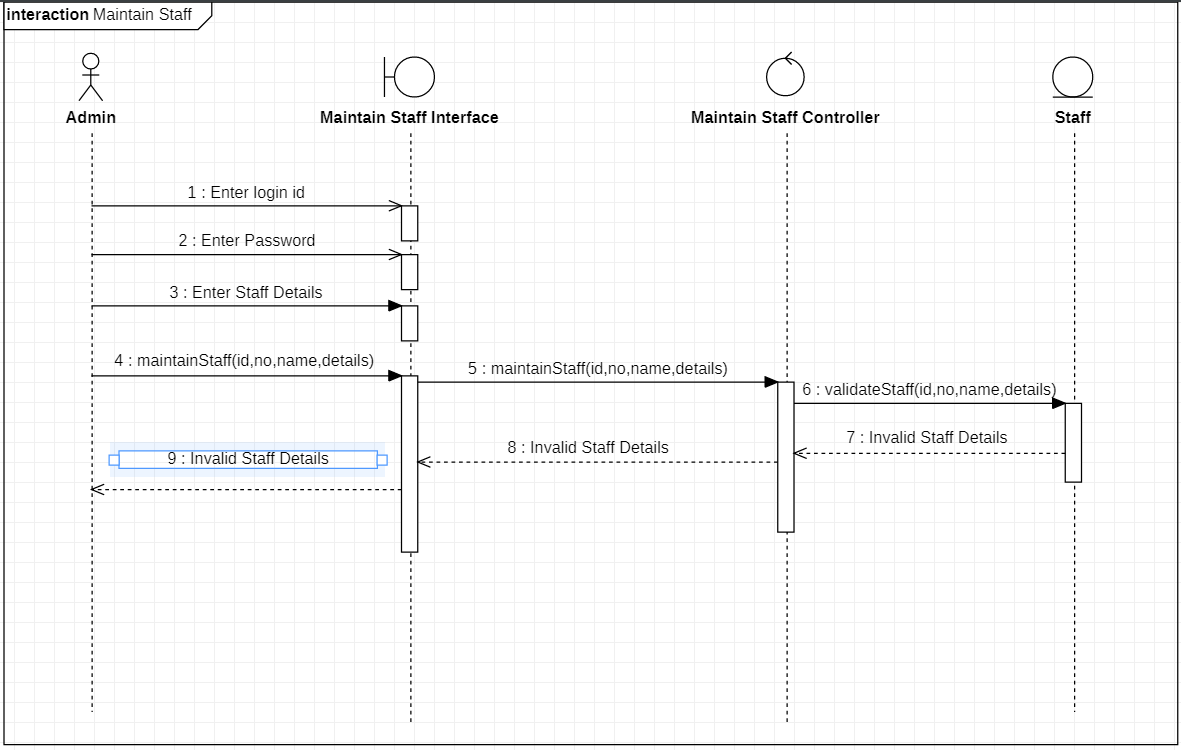 interaction Maintain Staff
Admin
Maintain Staff Interface
Maintain Staff Controller
Staff
1 : Enter login id
2 : Enter Password
3 : Enter Staff Details
4 : maintainStaff(id,no,name,details)
5 : maintainStaff(id,no,name,details)
6 : validateStaff(id,no,name,details)
7 : Invalid Staff Details
8 : Invalid Staff Details
9 : Invalid Staff Details